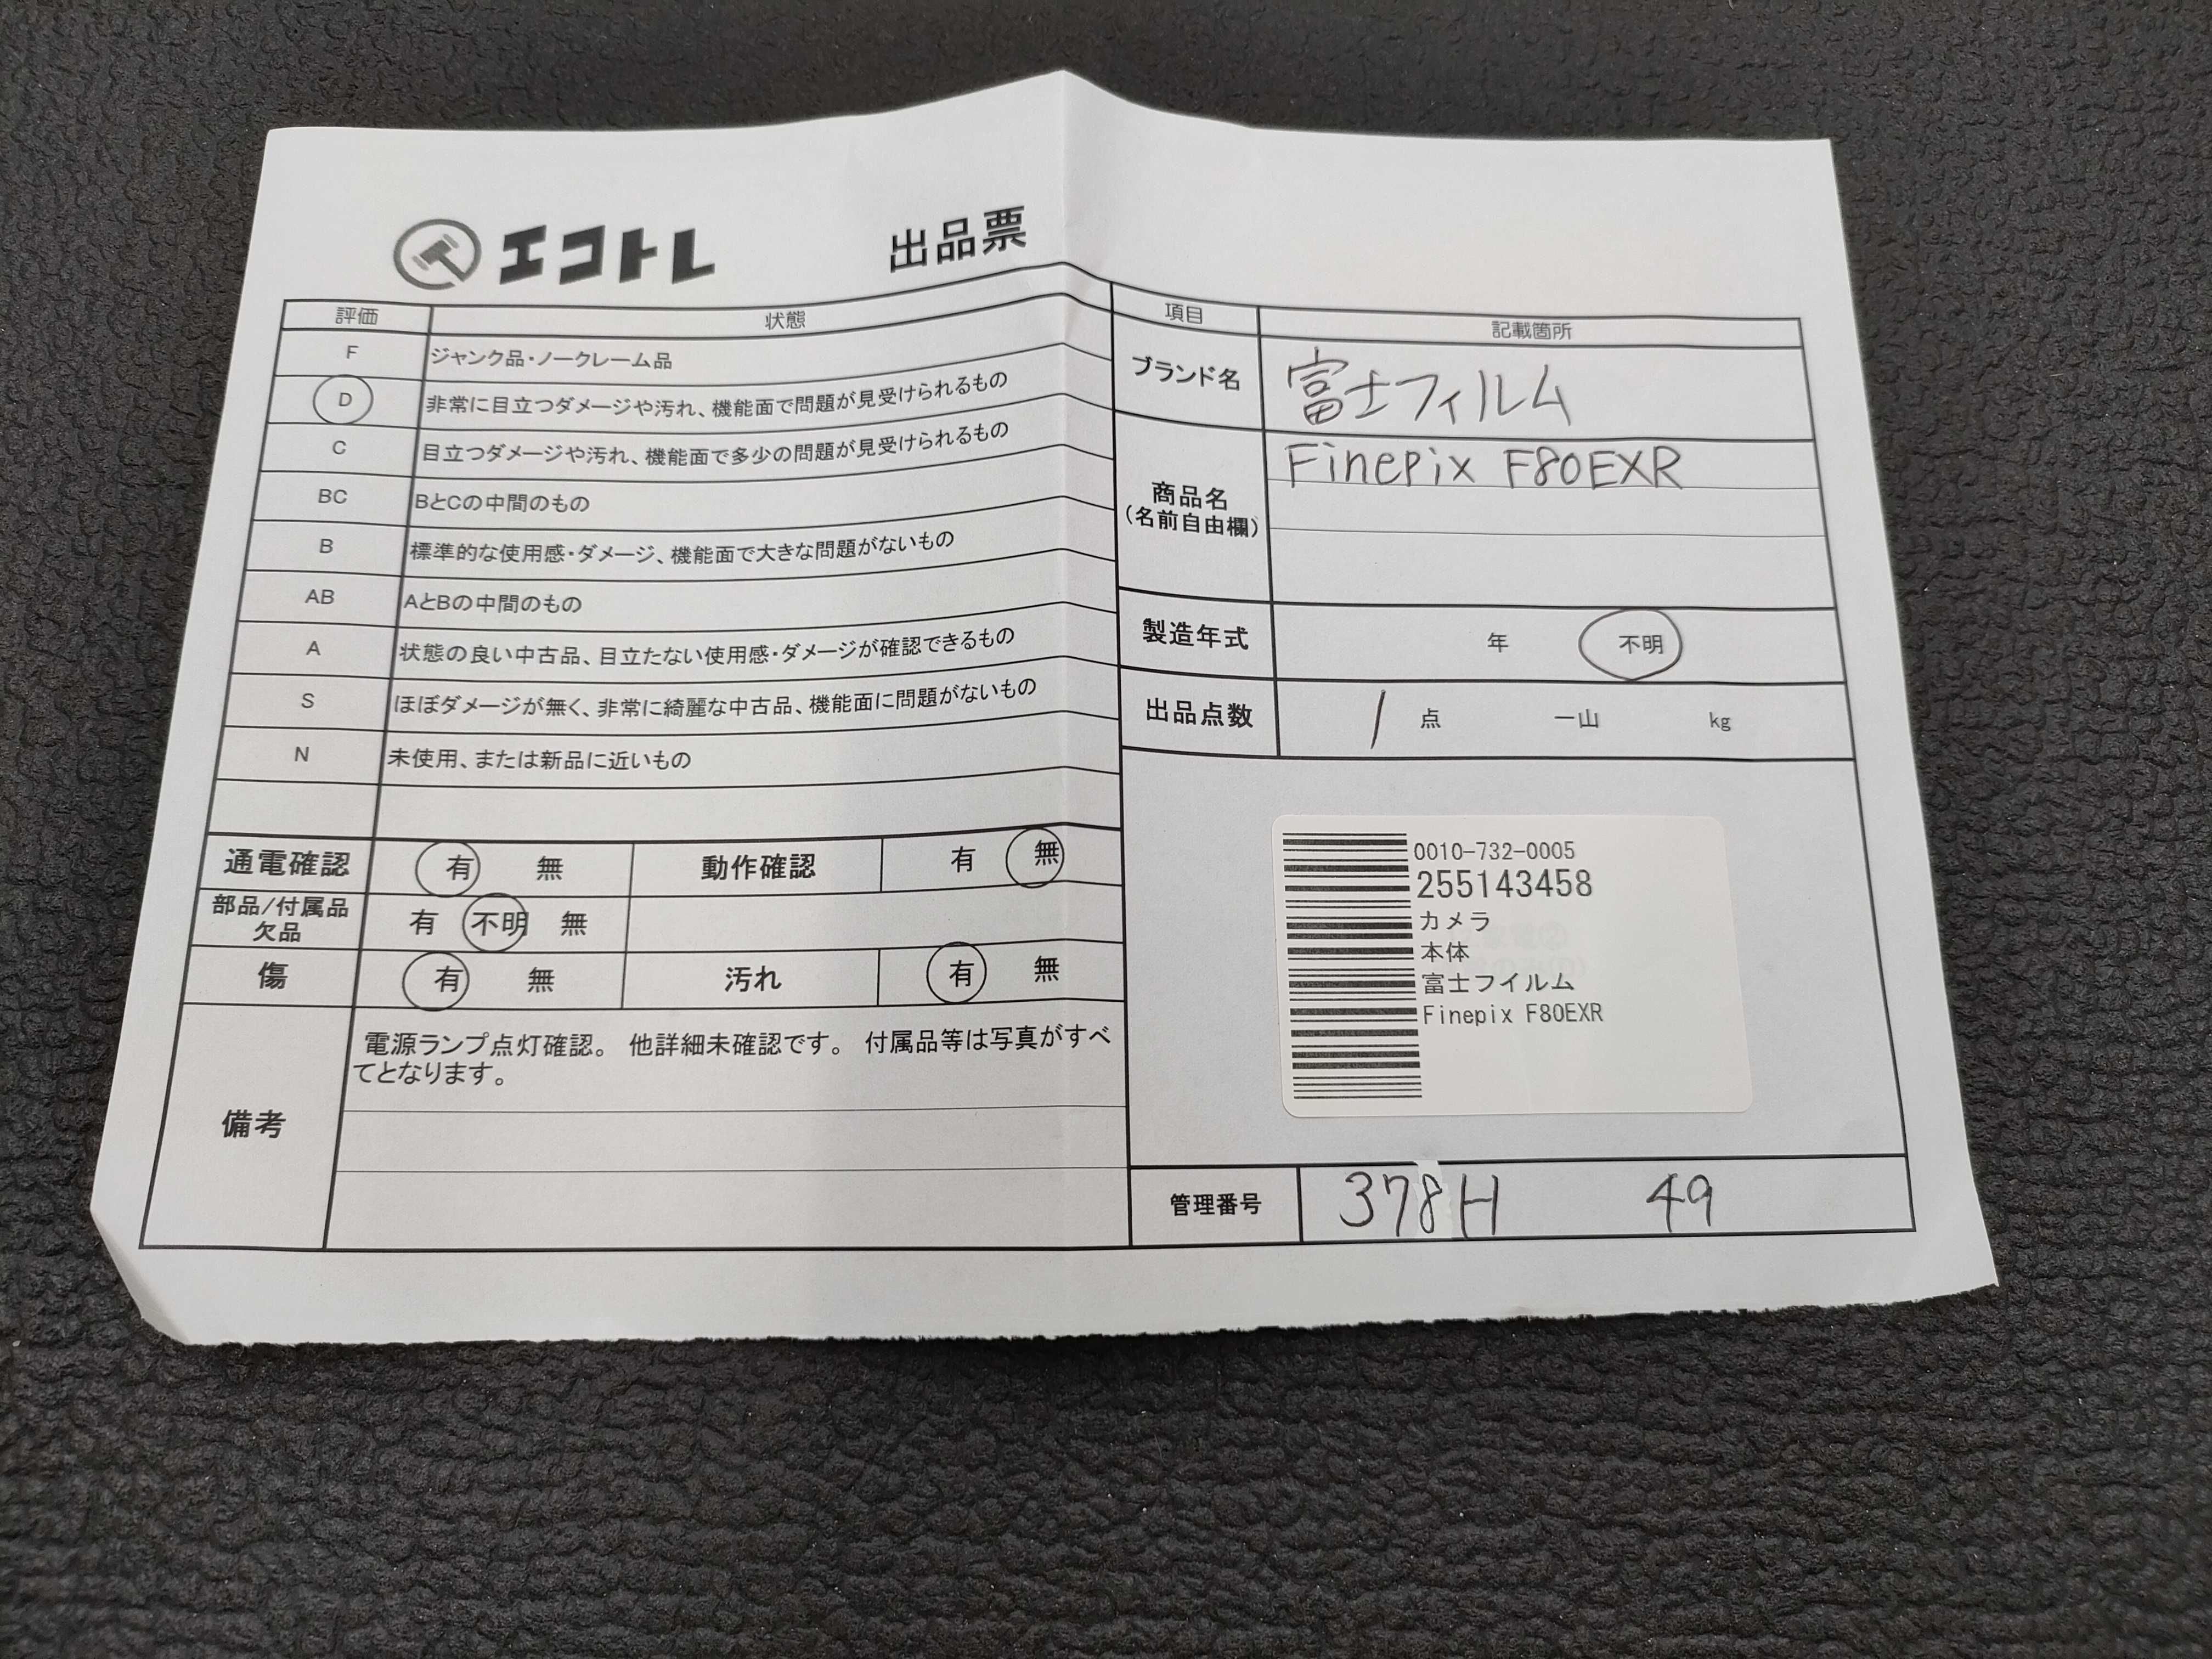 エコトレ 出品票
評価 状態
F ジャンク品・ノークレーム品
D 非常に目立つダメージや汚れ、機能面で問題が見受けられるもの
C 目立つダメージや汚れ、機能面で多少の問題が見受けられるもの
BC BとCの中間のもの
B 標準的な使用感・ダメージ、機能面で大きな問題がないもの
AB AとBの中間のもの
A 状態の良い中古品、目立たない使用感・ダメージが確認できるもの
S ほぼダメージが無く、非常に綺麗な中古品、機能面に問題がないもの
N 未使用、または新品に近いもの
通電確認 有 無 動作確認 有 無
部品/付属品
欠品
有 不明 無
傷 有 無 汚れ 有 無
備考
電源ランプ点灯確認。 他詳細未確認です。 付属品等は写真がすべ
てとなります。
項目 記載箇所
ブランド名 富士フィルム
商品名
(名前自由欄)
Finepix F80EXR
製造年式 年 不明
出品点数 1 点 一山 kg
0010-732-0005
255143458
カメラ
本体
富士フイルム
Finepix F80EXR
管理番号 378H 49